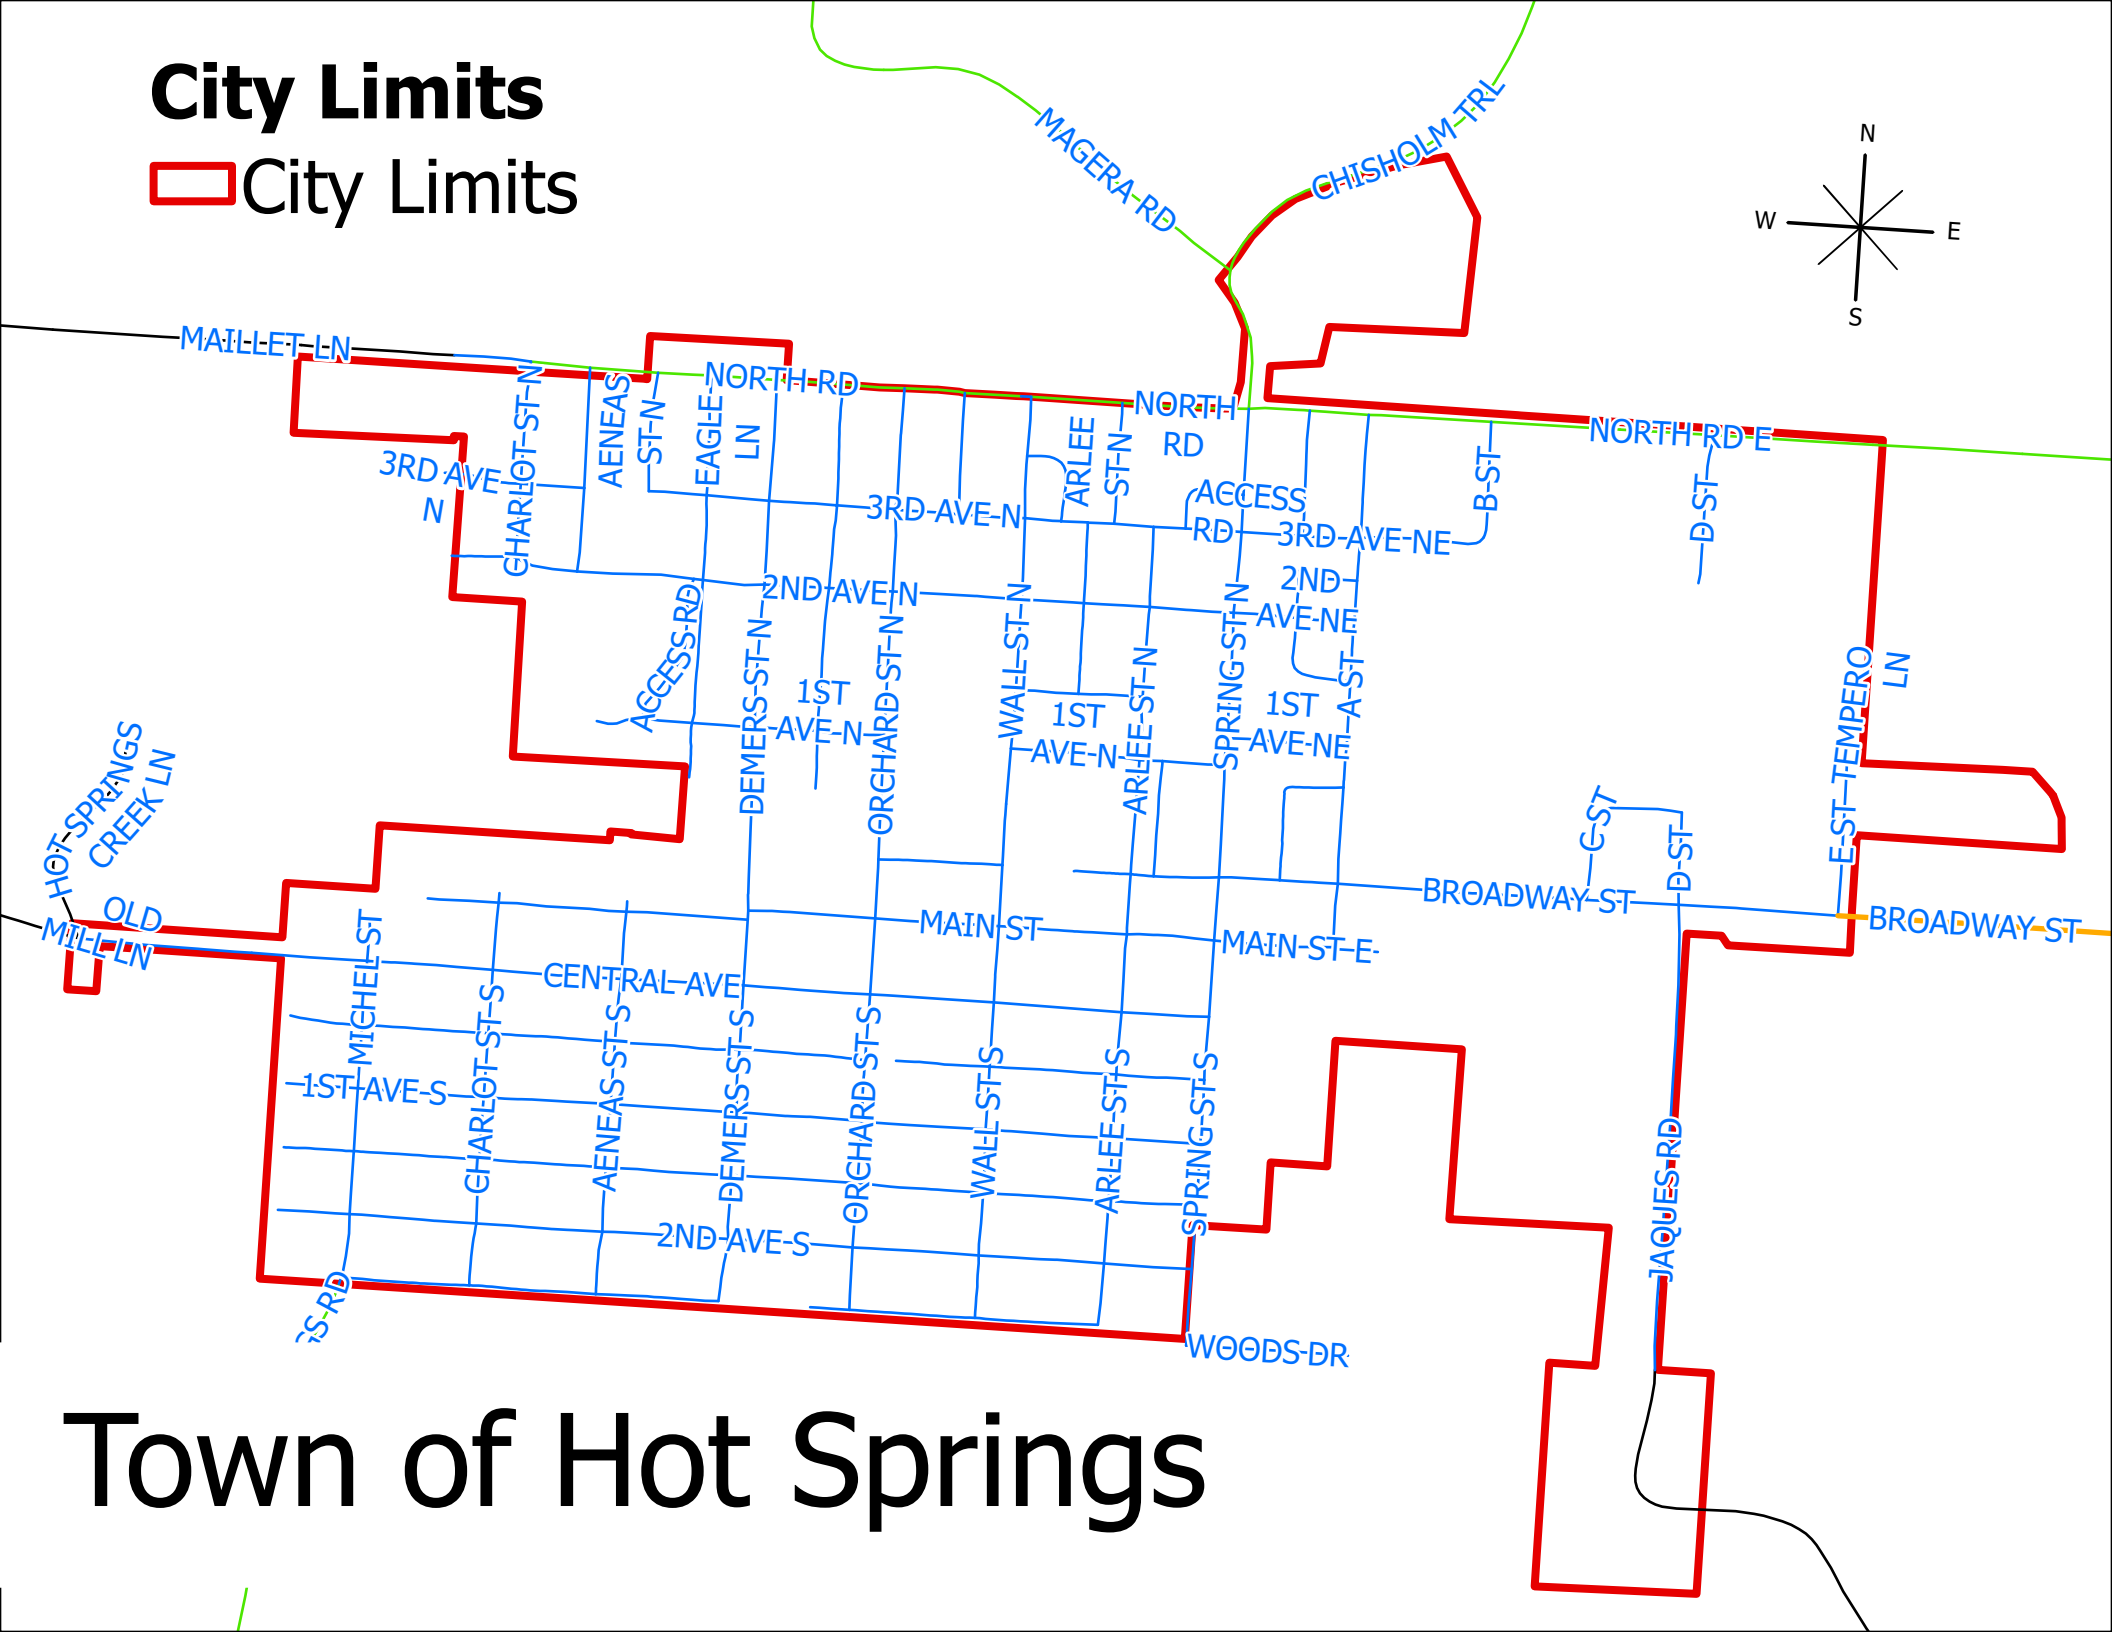 City Limits
City Limits
MAGERA RD
CHISHOLM TRL
N
W
E
S
MAILLET LN
NORTH RD
NORTH
RD
NORTH RD E
CHARLOT ST N
AENEAS
ST N
EAGLE
LN
ARLEE
ST N
B ST
D ST
3RD AVE
N
3RD AVE N
ACCESS
RD
3RD AVE NE
2ND AVE N
2ND
AVE NE
ACCESS RD
DEMERS ST N
ORCHARD ST N
WALL ST N
ARLEE ST N
SPRING ST N
A ST
E ST TEMPERO
LN
1ST
AVE N
1ST
AVE N
1ST
AVE NE
HOT SPRINGS
CREEK LN
C ST
D ST
OLD
MILL LN
MICHEL ST
MAIN ST
MAIN ST E
BROADWAY ST
BROADWAY ST
CENTRAL AVE
CHARLOT ST S
AENEAS ST S
DEMERS ST S
ORCHARD ST S
WALL ST S
ARLEE ST S
SPRING ST S
1ST AVE S
JAQUES RD
2ND AVE S
GS RD
WOODS DR
Town of Hot Springs